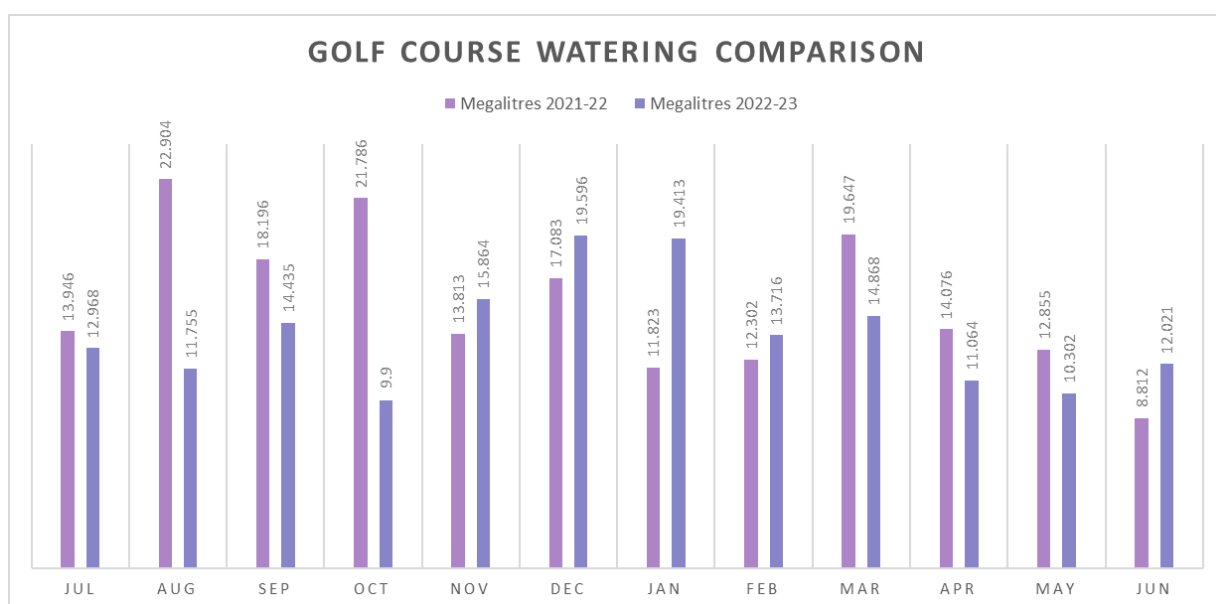 GOLF COURSE WATERING COMPARISON
Megalitres 2021-22 Megalitres 2022-23
13.946 12.968 22.904 11.755 18.196 14.435 21.786 9.9 13.813 15.864 17.083 19.596 11.823 19.413 12.302 13.716 19.647 14.868 14.076 11.064 12.855 10.302 8.812 12.021
JUL AUG SEP OCT NOV DEC JAN FEB MAR APR MAY JUN